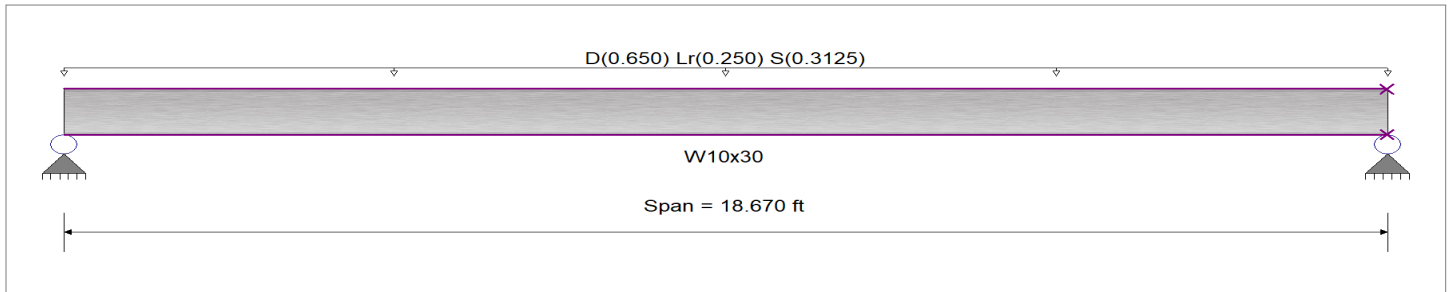 D(0.650) Lr(0.250) S(0.3125)
W10x30
Span = 18.670 ft